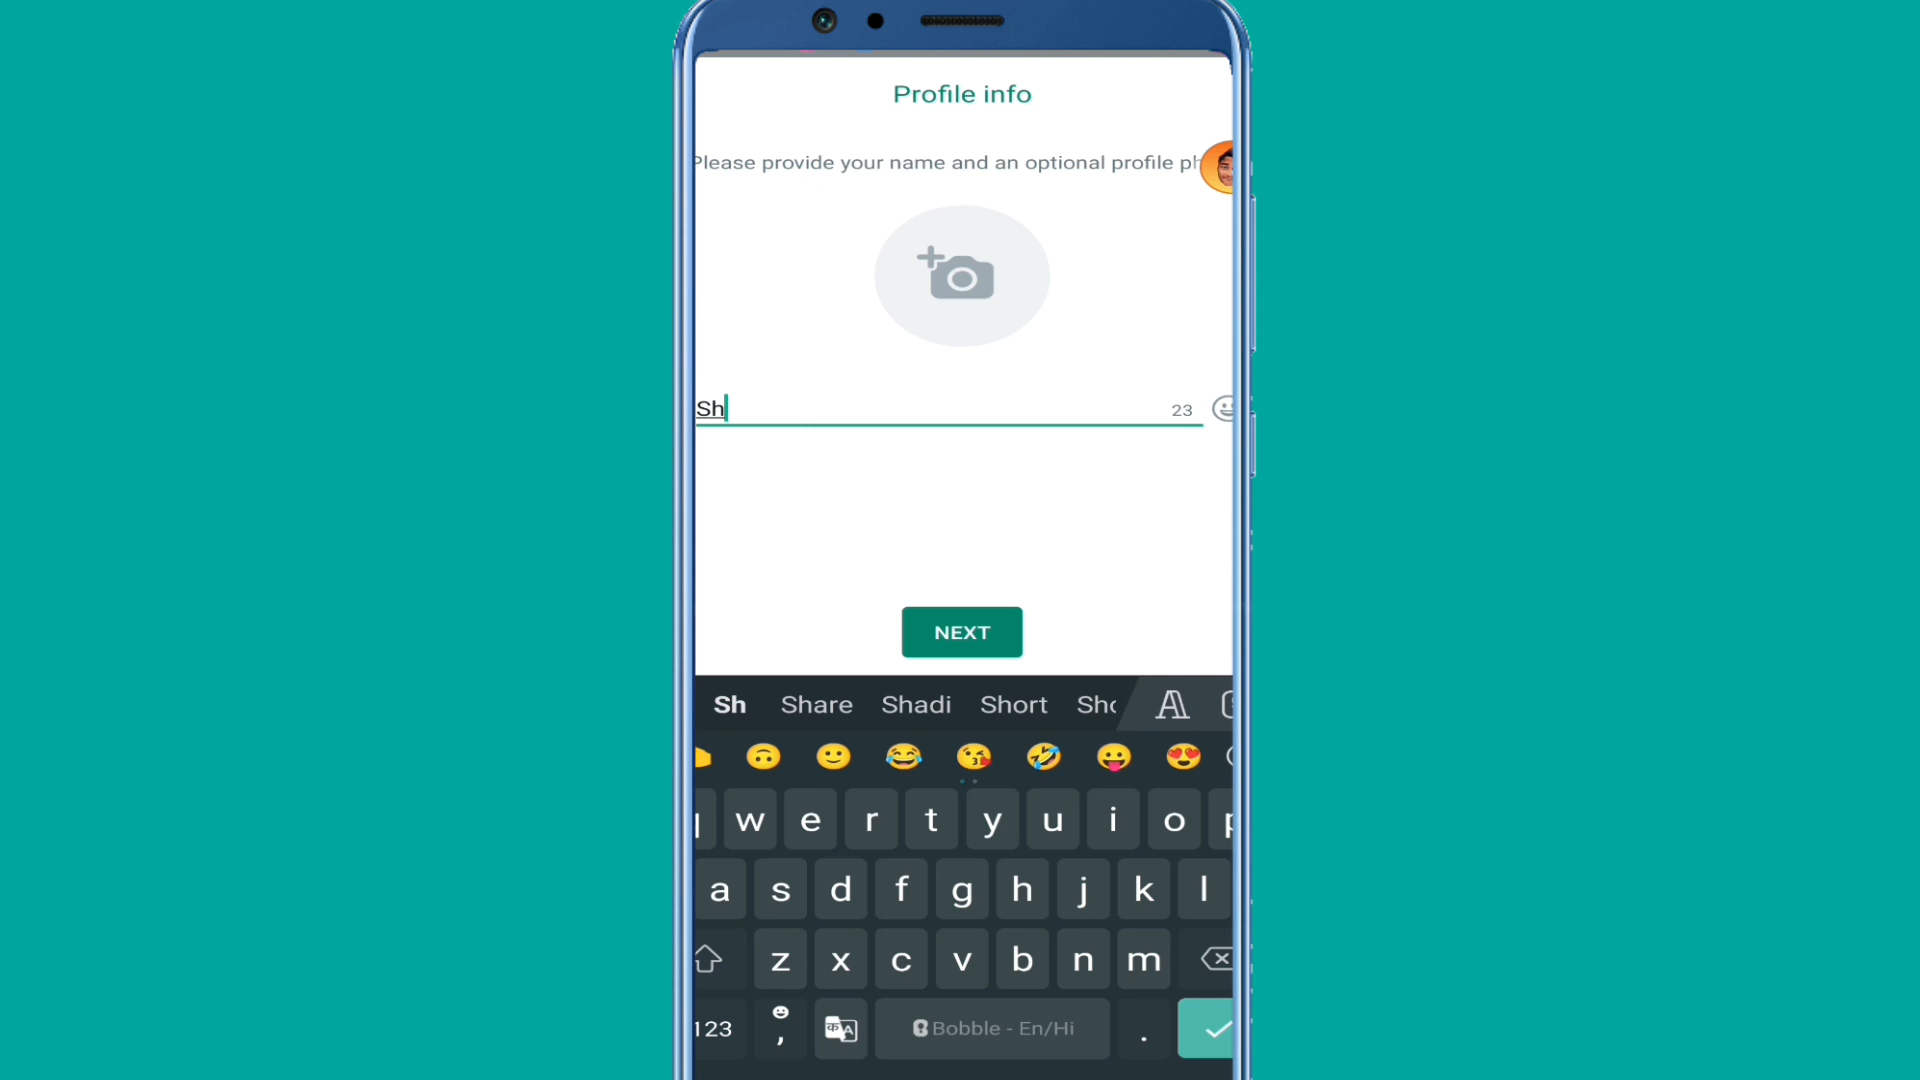 Profile info
Please provide your name and an optional profile ph
Sh 23
NEXT
Sh Share Shadi Short Sho
w e r t y u i o p
a s d f g h j k l
z x c v b n m
123 , क A Bobble - En/Hi .